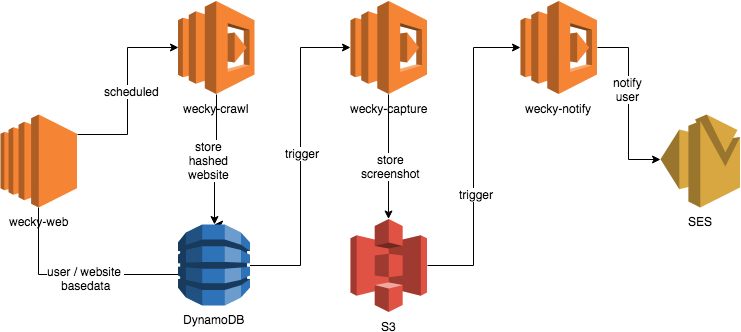 wecky-crawl
wecky-capture
wecky-notify
scheduled
notify
user
store
hashed
website
trigger
store
screenshot
trigger
wecky-web
SES
user / website
basedata
DynamoDB
S3